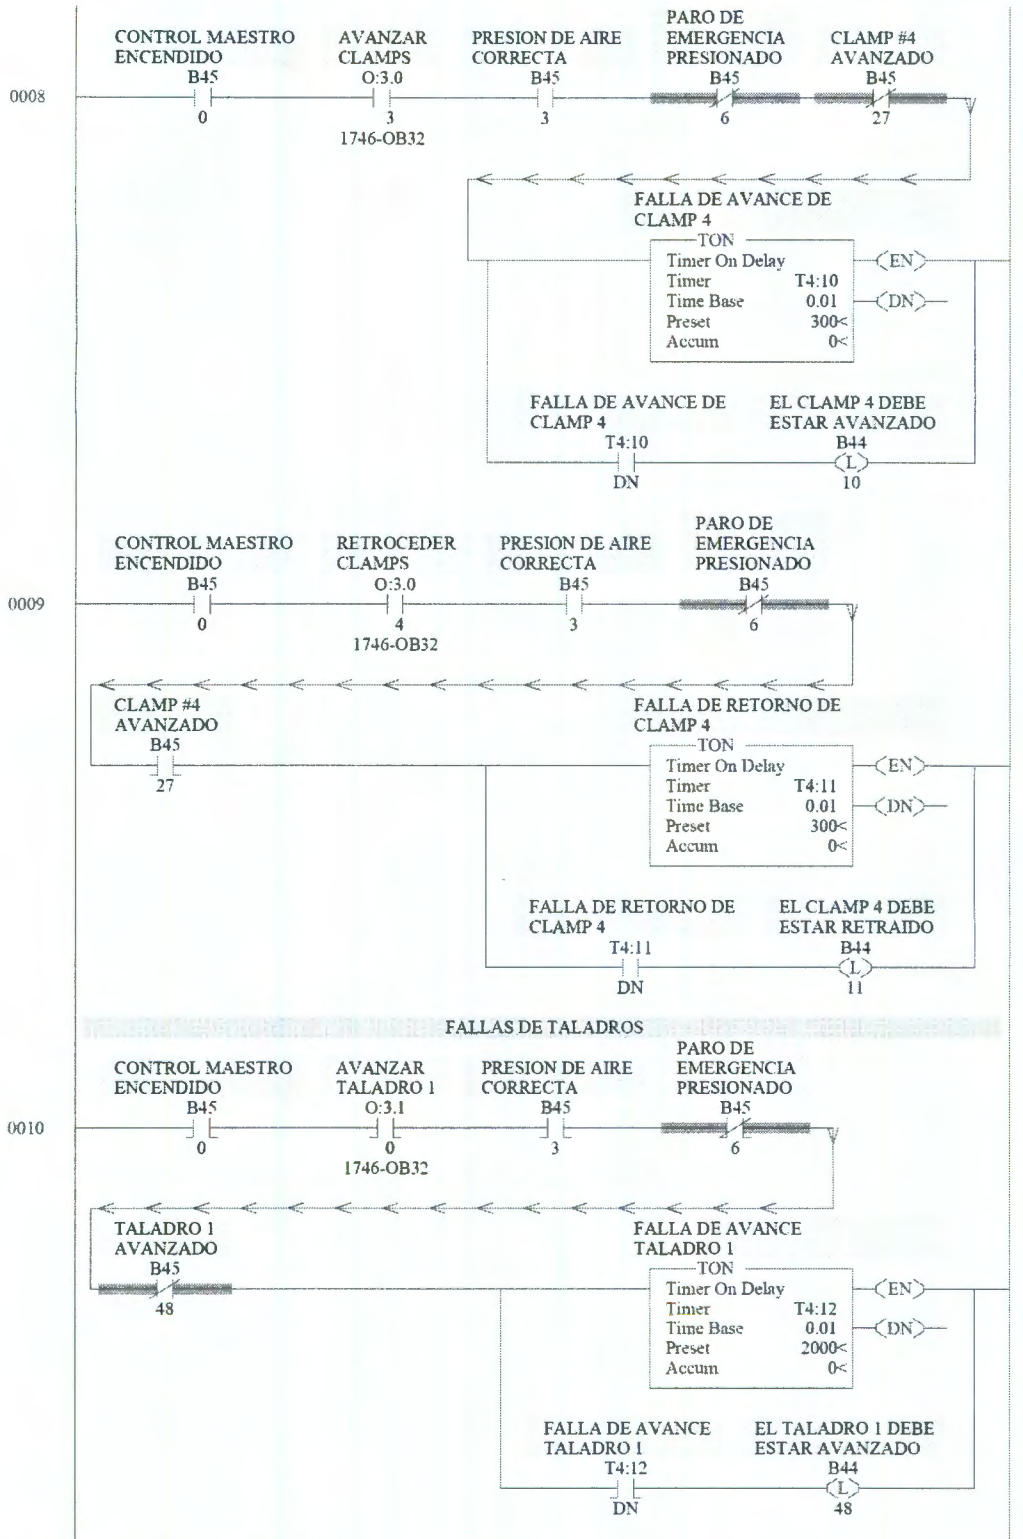 PARO DE
CONTROL MAESTRO AVANZAR PRESION DE AIRE EMERGENCIA CLAMP #4
ENCENDIDO CLAMPS CORRECTA PRESIONADO AVANZADO
B45 O:3.0 B45 B45 B45
0008
0 3 3 6 27
1746-OB32
FALLA DE AVANCE DE
CLAMP 4
TON
Timer On Delay EN
Timer T4:10
Time Base 0.01 DN
Preset 300<
Accum 0<
FALLA DE AVANCE DE EL CLAMP 4 DEBE
CLAMP 4 ESTAR AVANZADO
T4:10 B44
L
DN 10
PARO DE
CONTROL MAESTRO RETROCEDER PRESION DE AIRE EMERGENCIA
ENCENDIDO CLAMPS CORRECTA PRESIONADO
B45 O:3.0 B45 B45
0009
0 4 3 6
1746-OB32
CLAMP #4 FALLA DE RETORNO DE
AVANZADO CLAMP 4
B45 TON
Timer On Delay EN
27 Timer T4:11
Time Base 0.01 DN
Preset 300<
Accum 0<
FALLA DE RETORNO DE EL CLAMP 4 DEBE
CLAMP 4 ESTAR RETRAIDO
T4:11 B44
L
DN 11
FALLAS DE TALADROS
PARO DE
CONTROL MAESTRO AVANZAR PRESION DE AIRE EMERGENCIA
ENCENDIDO TALADRO 1 CORRECTA PRESIONADO
B45 O:3.1 B45 B45
0010
0 0 3 6
1746-OB32
TALADRO 1 FALLA DE AVANCE
AVANZADO TALADRO 1
B45 TON
Timer On Delay EN
48 Timer T4:12
Time Base 0.01 DN
Preset 2000<
Accum 0<
FALLA DE AVANCE EL TALADRO 1 DEBE
TALADRO 1 ESTAR AVANZADO
T4:12 B44
L
DN 48